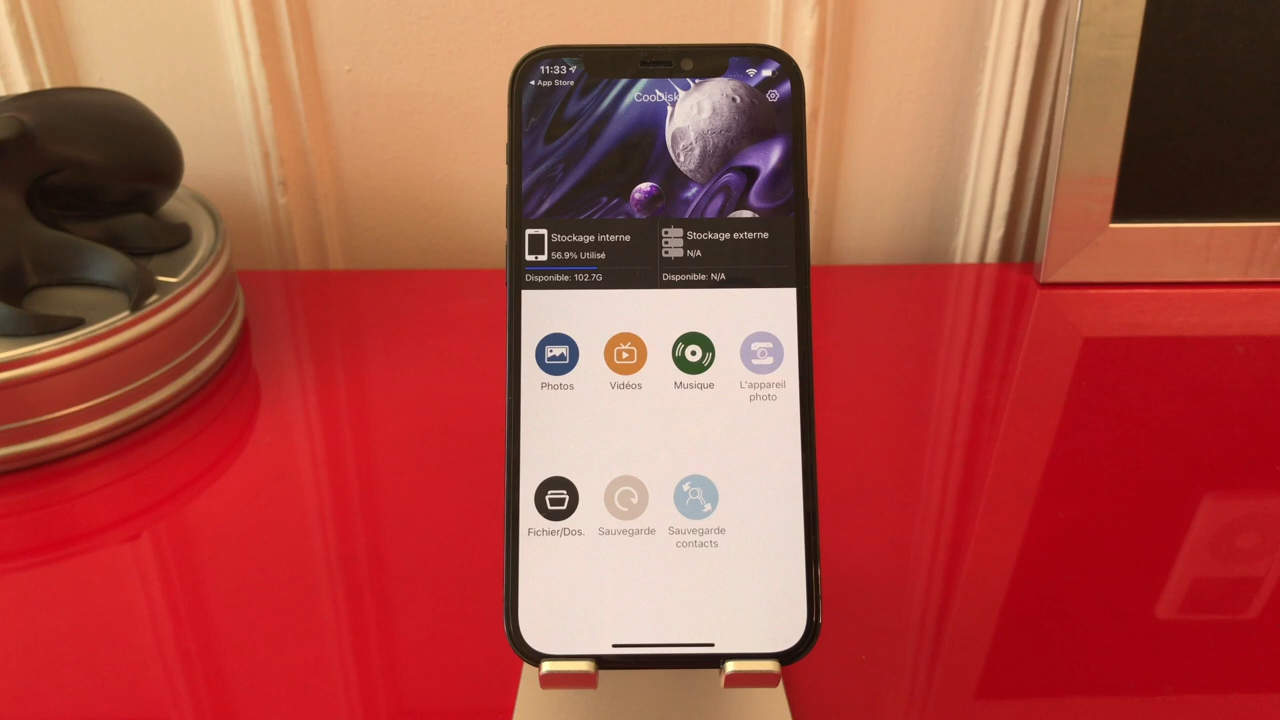 11:33
◀ App Store
CooDisk
Stockage interne
56.9% Utilisé
Disponible: 102.7G
Stockage externe
N/A
Disponible: N/A
Photos
Vidéos
Musique
L'appareil
photo
Fichier/Dos.
Sauvegarde
Sauvegarde
contacts